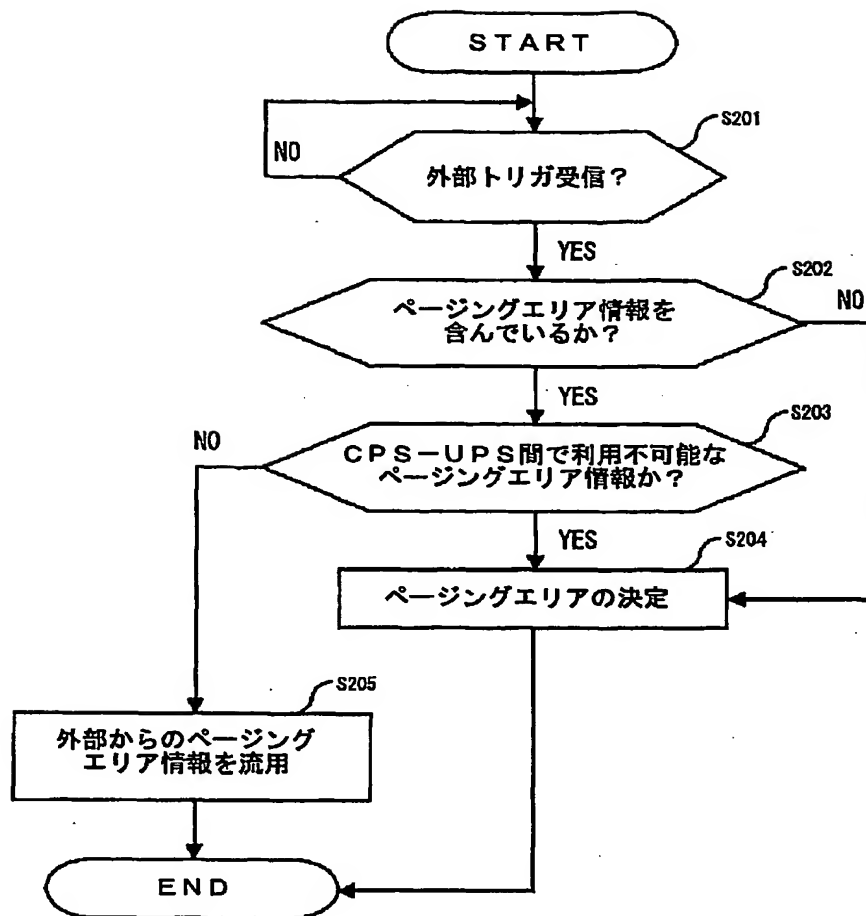 START
S201
NO
外部トリガ受信?
YES
S202
NO
ページングエリア情報を
含んでいるか?
YES
S203
NO
CPS-UPS間で利用不可能な
ページングエリア情報か?
YES
S204
ページングエリアの決定
S205
外部からのページング
エリア情報を流用
END